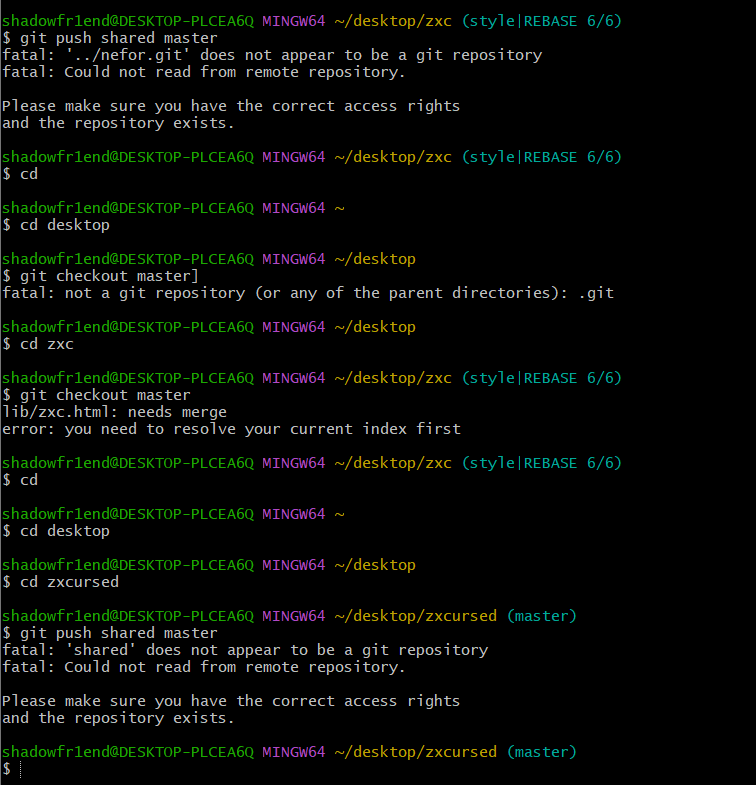 shadowfr1end@DESKTOP-PLCEA6Q MINGW64 ~/desktop/zxc (style|REBASE 6/6)
$ git push shared master
fatal: '../nefor.git' does not appear to be a git repository
fatal: Could not read from remote repository.
Please make sure you have the correct access rights
and the repository exists.
shadowfr1end@DESKTOP-PLCEA6Q MINGW64 ~/desktop/zxc (style|REBASE 6/6)
$ cd
shadowfr1end@DESKTOP-PLCEA6Q MINGW64 ~
$ cd desktop
shadowfr1end@DESKTOP-PLCEA6Q MINGW64 ~/desktop
$ git checkout master]
fatal: not a git repository (or any of the parent directories): .git
shadowfr1end@DESKTOP-PLCEA6Q MINGW64 ~/desktop
$ cd zxc
shadowfr1end@DESKTOP-PLCEA6Q MINGW64 ~/desktop/zxc (style|REBASE 6/6)
$ git checkout master
lib/zxc.html: needs merge
error: you need to resolve your current index first
shadowfr1end@DESKTOP-PLCEA6Q MINGW64 ~/desktop/zxc (style|REBASE 6/6)
$ cd
shadowfr1end@DESKTOP-PLCEA6Q MINGW64 ~
$ cd desktop
shadowfr1end@DESKTOP-PLCEA6Q MINGW64 ~/desktop
$ cd zxcursed
shadowfr1end@DESKTOP-PLCEA6Q MINGW64 ~/desktop/zxcursed (master)
$ git push shared master
fatal: 'shared' does not appear to be a git repository
fatal: Could not read from remote repository.
Please make sure you have the correct access rights
and the repository exists.
shadowfr1end@DESKTOP-PLCEA6Q MINGW64 ~/desktop/zxcursed (master)
$